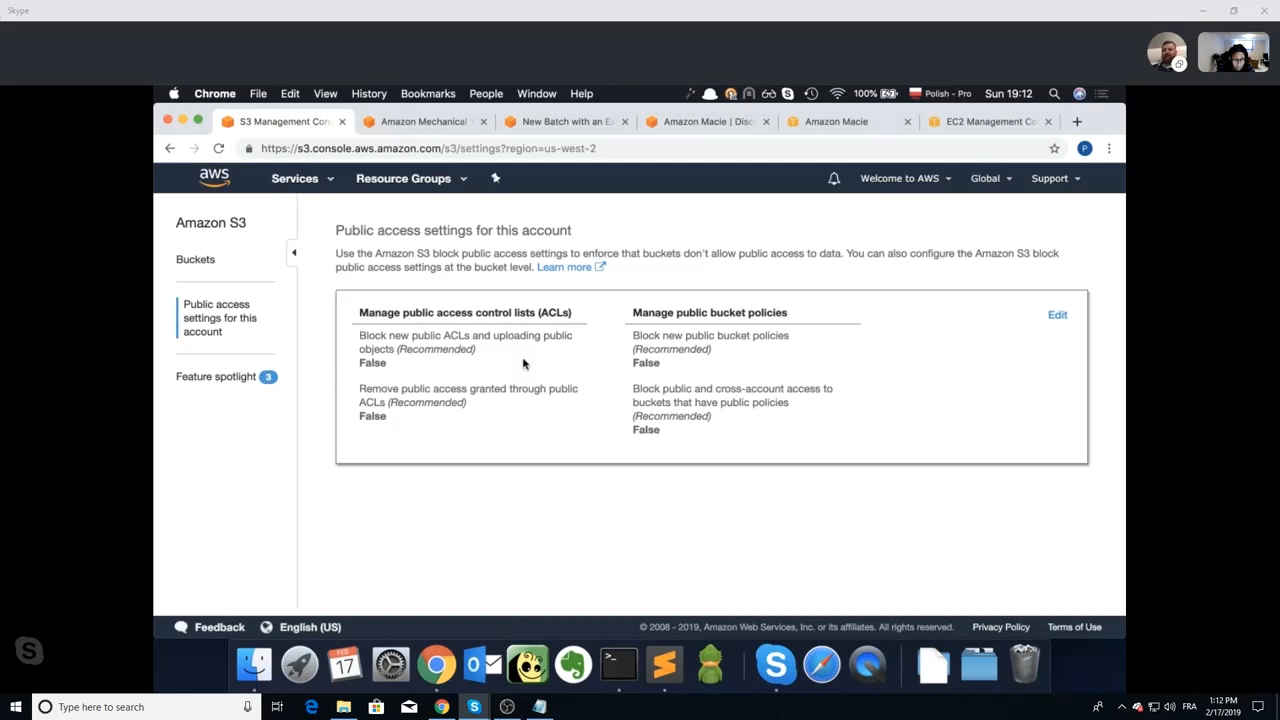 Skype
Chrome File Edit View History Bookmarks People Window Help 100% Polish - Pro Sun 19:12
S3 Management Con Amazon Mechanical New Batch with an Ex Amazon Macie | Disc Amazon Macie EC2 Management Co
https://s3.console.aws.amazon.com/s3/settings?region=us-west-2 P
aws Services Resource Groups Welcome to AWS Global Support
Amazon S3
Buckets
Public access
settings for this
account
Feature spotlight 3
Public access settings for this account
Use the Amazon S3 block public access settings to enforce that buckets don't allow public access to data. You can also configure the Amazon S3 block
public access settings at the bucket level. Learn more
Manage public access control lists (ACLs)
Block new public ACLs and uploading public
objects (Recommended)
False
Remove public access granted through public
ACLs (Recommended)
False
Manage public bucket policies
Block new public bucket policies
(Recommended)
False
Block public and cross-account access to
buckets that have public policies
(Recommended)
False
Edit
Feedback English (US) © 2008 - 2019, Amazon Web Services, Inc. or its affiliates. All rights reserved. Privacy Policy Terms of Use
FEB
17
Type here to search
FRA
1:12 PM
2/17/2019